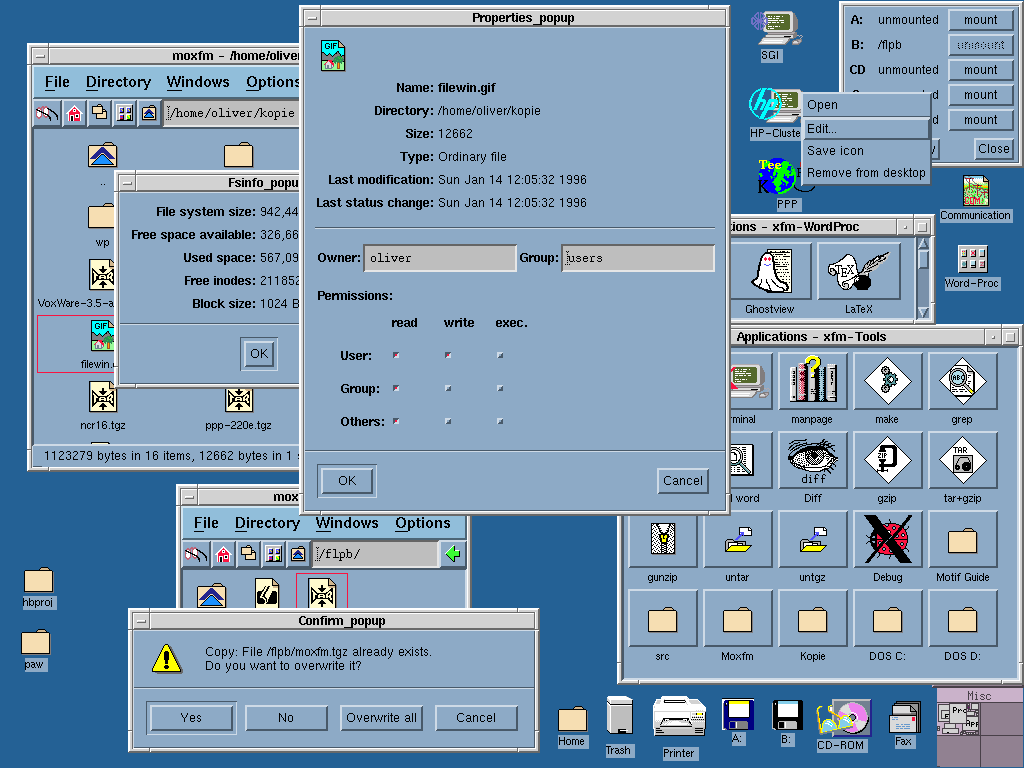 moxfm - /home/oliver
File Directory Windows Options
/home/oliver/kopie
..
wp
VoxWare-3.5-a
filewin.
ncr16.tgz
ppp-220e.tgz
1123279 bytes in 16 items, 12662 bytes in 1 s
Fsinfo_popu
File system size: 942,44
Free space available: 326,66
Used space: 567,09
Free inodes: 211852
Block size: 1024 B
OK
Properties_popup
GIF
Name: filewin.gif
Directory: /home/oliver/kopie
Size: 12662
Type: Ordinary file
Last modification: Sun Jan 14 12:05:32 1996
Last status change: Sun Jan 14 12:05:32 1996
Owner: oliver Group: users
Permissions:
read write exec.
User:
Group:
Others:
OK Cancel
SGI
hp
HP-Cluste
Tee
K
PPP
A: unmounted mount
B: /flpb unmount
CD unmounted mount
mount
mount
Close
Open
Edit...
Save icon
Remove from desktop
Communication
Word-Proc
ions - xfm-WordProc
Ghostview
LaTeX
Applications - xfm-Tools
minal
manpage
make
grep
l word
Diff
gzip
tar+gzip
gunzip
untar
untgz
Debug
Motif Guide
src
Moxfm
Kopie
DOS C:
DOS D:
mox
File Directory Windows Options
/flpb/
Confirm_popup
Copy: File /flpb/moxfm.tgz already exists.
Do you want to overwrite it?
Yes No Overwrite all Cancel
hbproj
paw
Home
Trash
Printer
A:
B:
CD-ROM
Fax
Misc